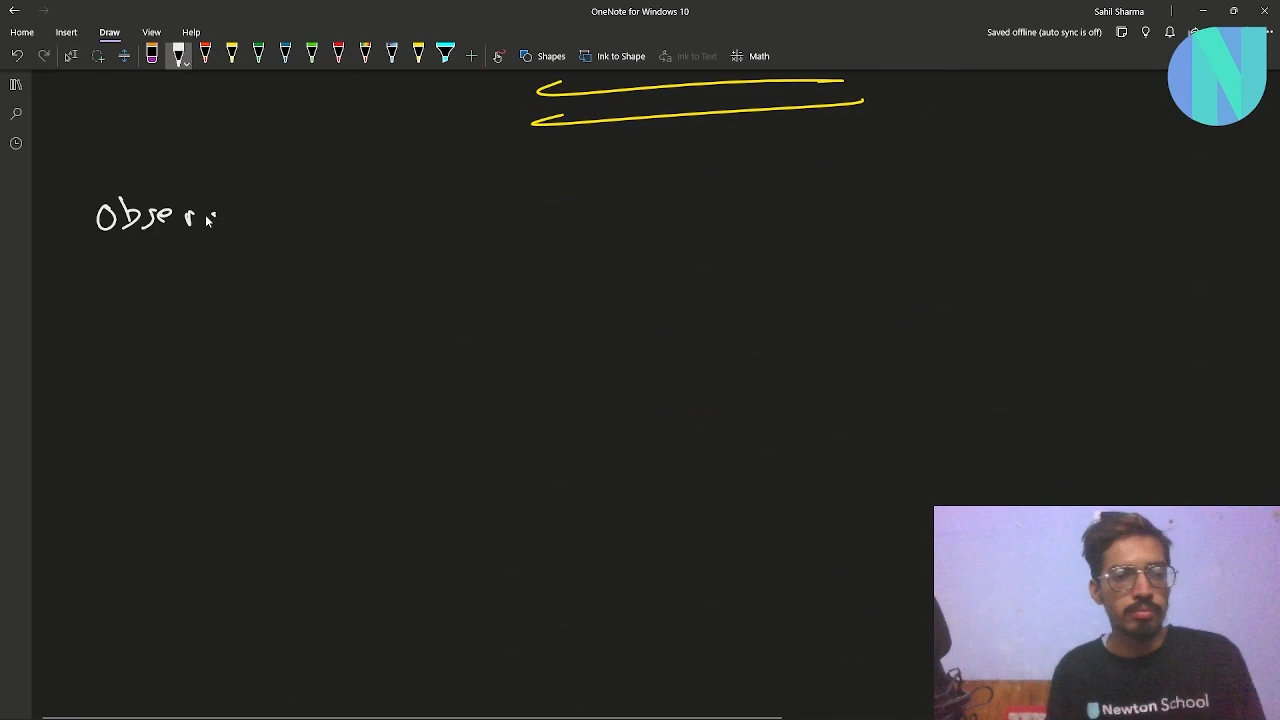 OneNote for Windows 10
Sahil Sharma
Home Insert Draw View Help
Saved offline (auto sync is off)
Shapes Ink to Shape Ink to Text Math
Obser
Newton School